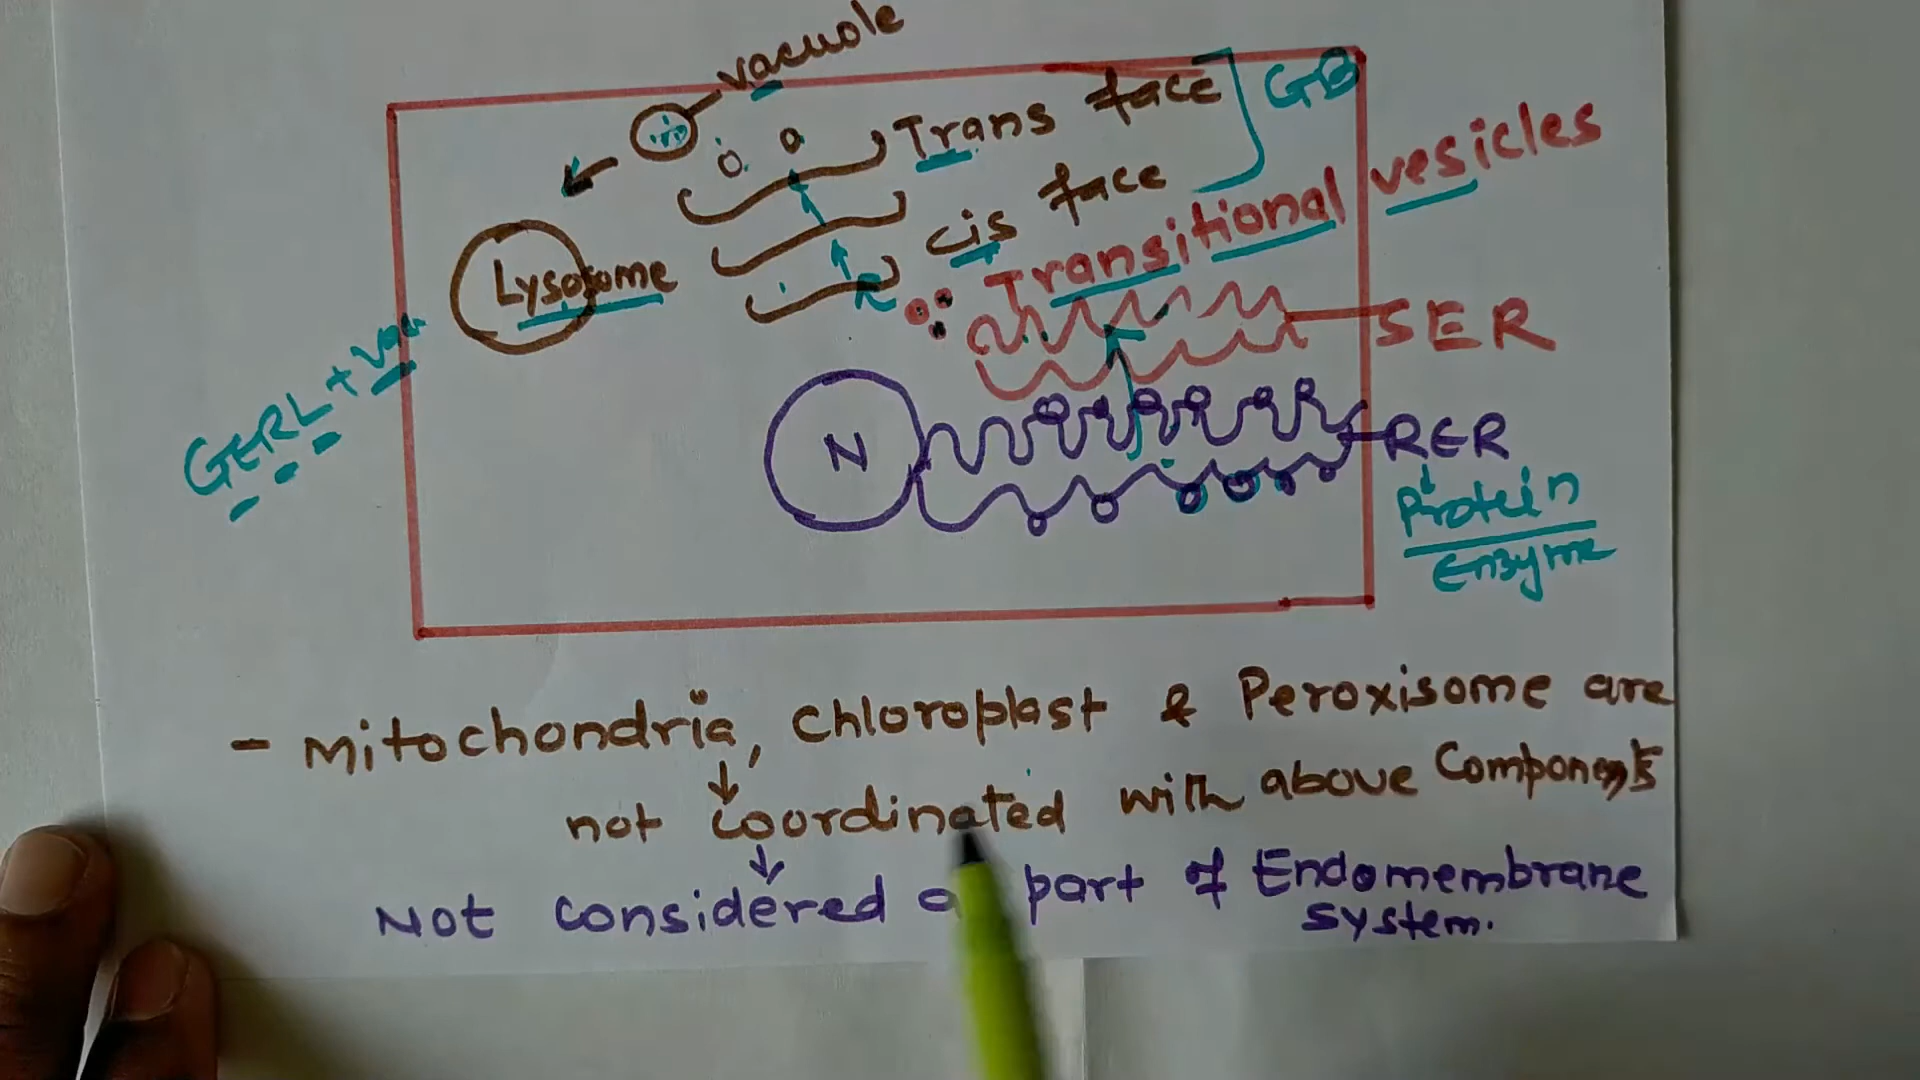 vacuole
Trans face
GB
cis face
Transitional vesicles
Lysosome
GERL + vac
SER
N
RER
Protein
Enzyme
- Mitochondria, Chloroplast & Peroxisome are
not coordinated with above Components
Not considered a part of Endomembrane
system.